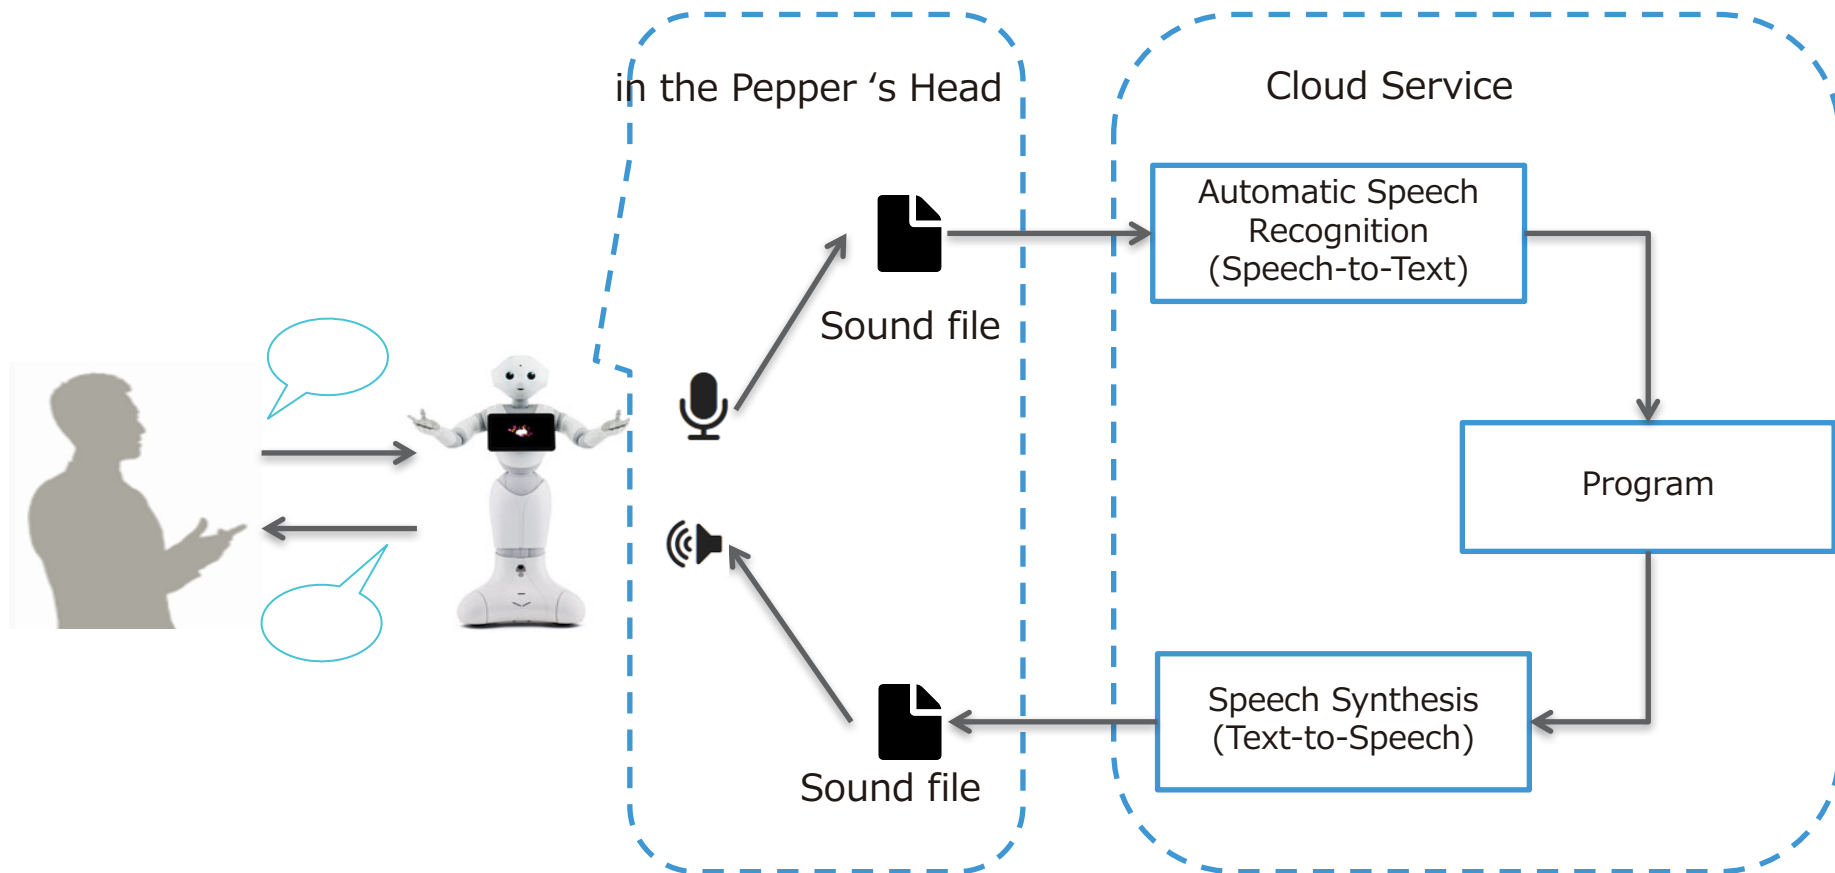 in the Pepper ‘s Head
Cloud Service
Automatic Speech
Recognition
(Speech-to-Text)
Sound file
Program
Speech Synthesis
(Text-to-Speech)
Sound file